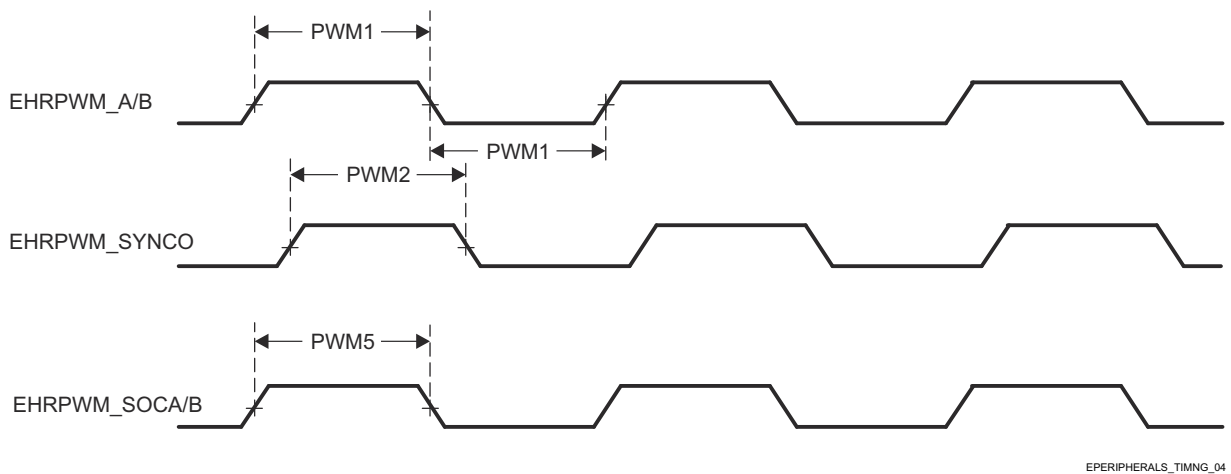 PWM1
EHRPWM_A/B
PWM1
PWM2
EHRPWM_SYNCO
PWM5
EHRPWM_SOCA/B
EPERIPHERALS_TIMNG_04